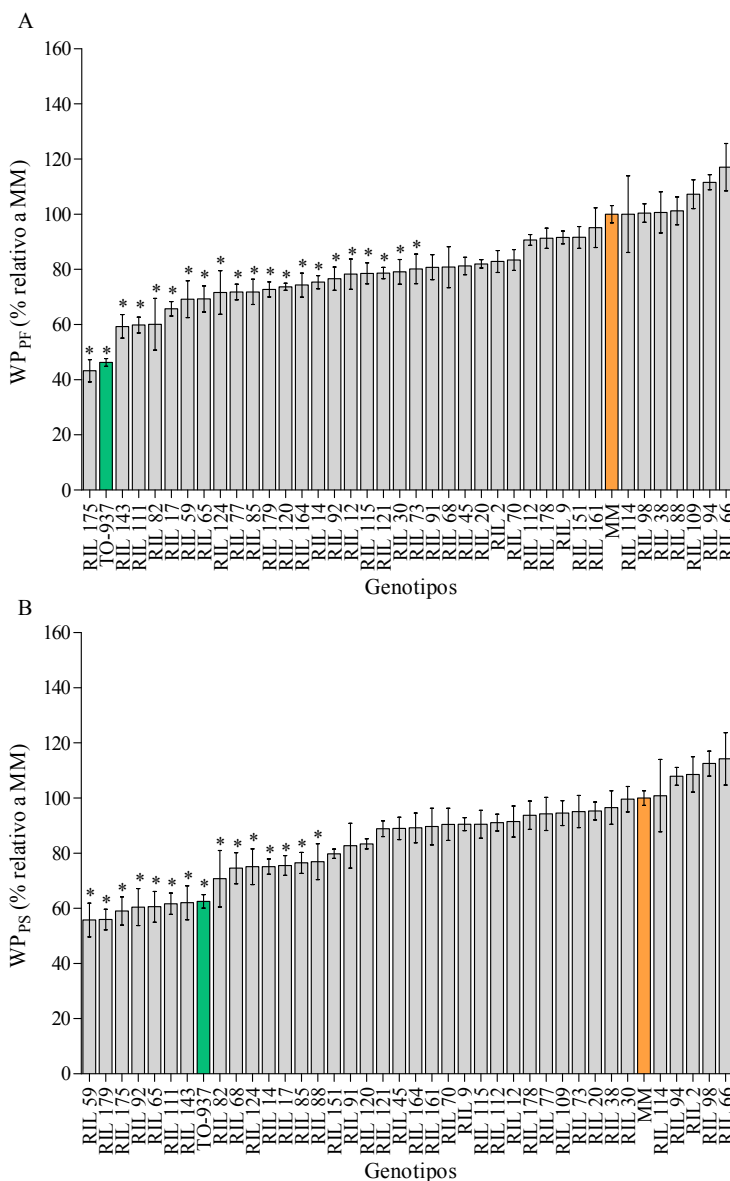 A
160
140
120
100
80
60
40
20
0
WP_PF (% relativo a MM)
* * * * * * * * * * * * * * * * * * * * * *
RIL 175
TO-937
RIL 143
RIL 111
RIL 82
RIL 17
RIL 59
RIL 65
RIL 124
RIL 77
RIL 85
RIL 179
RIL 120
RIL 164
RIL 14
RIL 92
RIL 12
RIL 115
RIL 121
RIL 30
RIL 73
RIL 91
RIL 68
RIL 45
RIL 20
RIL 2
RIL 70
RIL 112
RIL 178
RIL 9
RIL 151
RIL 161
MM
RIL 114
RIL 98
RIL 38
RIL 88
RIL 109
RIL 94
RIL 66
Genotipos
B
160
140
120
100
80
60
40
20
0
WP_PS (% relativo a MM)
* * * * * * * * * * * * * * *
RIL 59
RIL 179
RIL 175
RIL 92
RIL 65
RIL 111
RIL 143
TO-937
RIL 82
RIL 68
RIL 124
RIL 14
RIL 17
RIL 85
RIL 88
RIL 151
RIL 91
RIL 120
RIL 121
RIL 45
RIL 164
RIL 161
RIL 70
RIL 9
RIL 115
RIL 112
RIL 12
RIL 178
RIL 77
RIL 109
RIL 73
RIL 20
RIL 38
RIL 30
MM
RIL 114
RIL 94
RIL 2
RIL 98
RIL 66
Genotipos